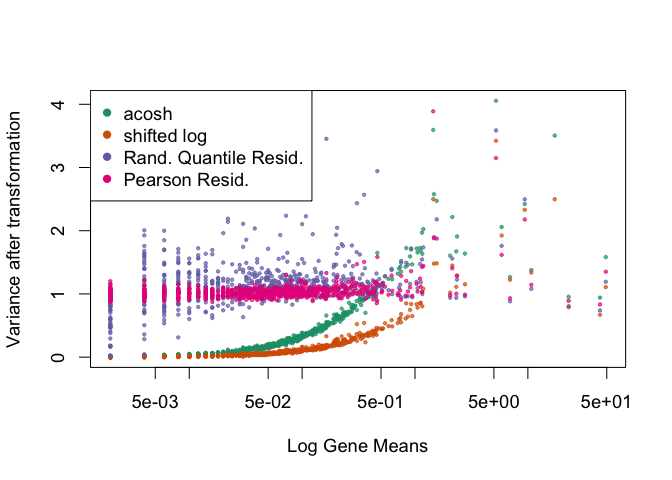 acosh
shifted log
Rand. Quantile Resid.
Pearson Resid.
Variance after transformation
4
3
2
1
0
5e-03 5e-02 5e-01 5e+00 5e+01
Log Gene Means